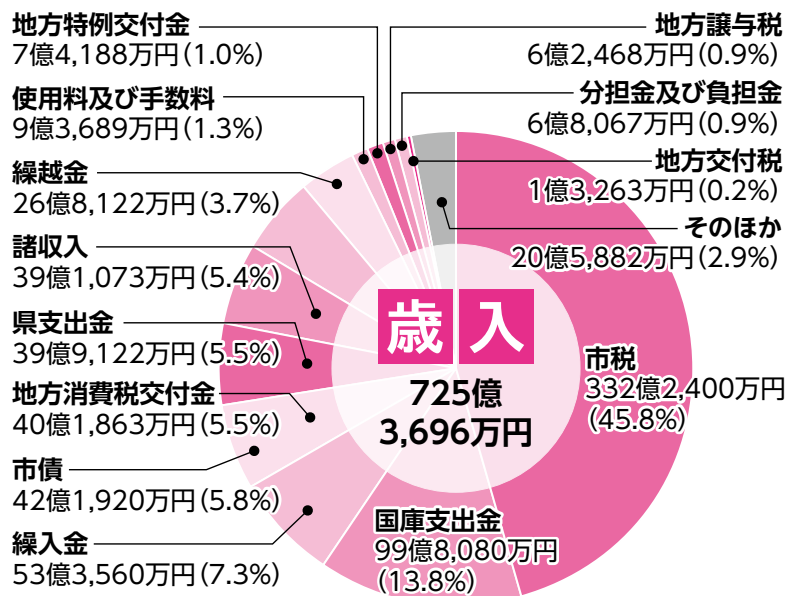 地方特例交付金
7億4,188万円(1.0%)
使用料及び手数料
9億3,689万円(1.3%)
繰越金
26億8,122万円(3.7%)
諸収入
39億1,073万円(5.4%)
県支出金
39億9,122万円(5.5%)
地方消費税交付金
40億1,863万円(5.5%)
市債
42億1,920万円(5.8%)
繰入金
53億3,560万円(7.3%)
地方譲与税
6億2,468万円(0.9%)
分担金及び負担金
6億8,067万円(0.9%)
地方交付税
1億3,263万円(0.2%)
そのほか
20億5,882万円(2.9%)
歳入
725億
3,696万円
市税
332億2,400万円
(45.8%)
国庫支出金
99億8,080万円
(13.8%)